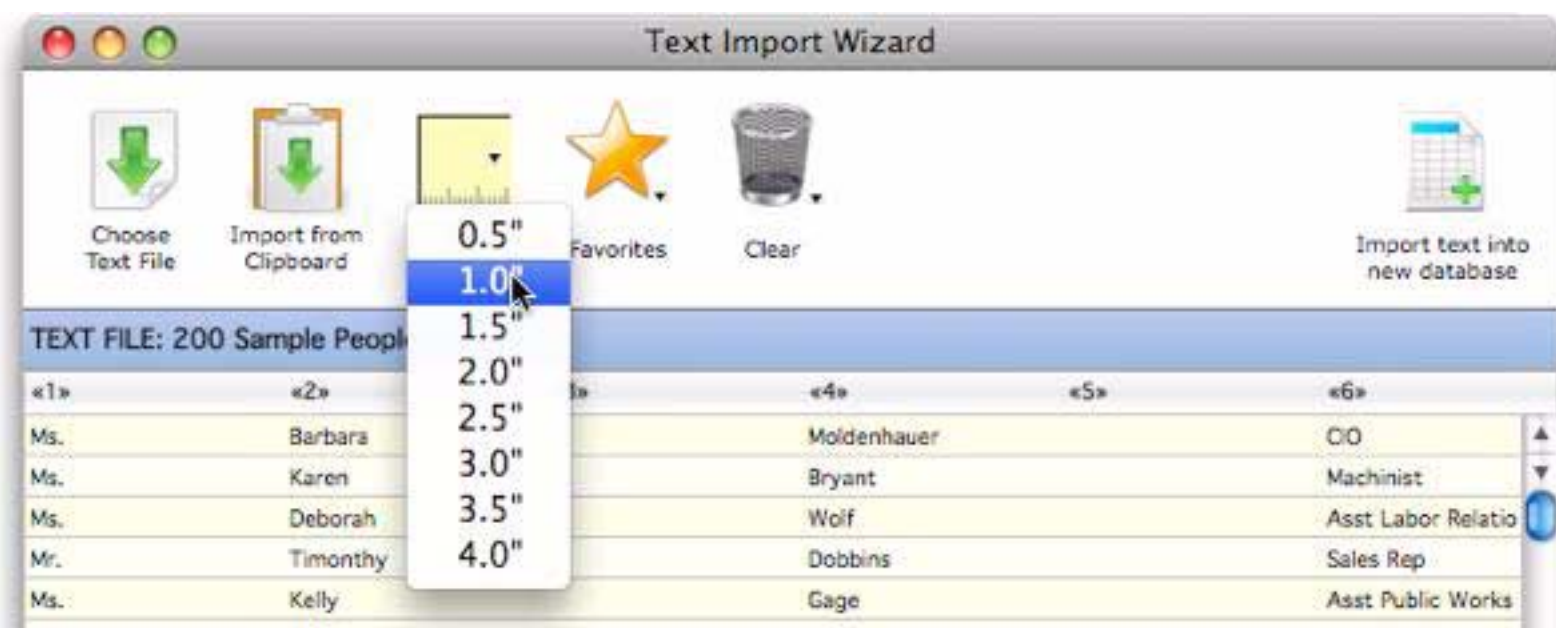 Text Import Wizard
Choose
Text File
Import from
Clipboard
Favorites
Clear
Import text into
new database
0.5"
1.0"
1.5"
2.0"
2.5"
3.0"
3.5"
4.0"
TEXT FILE: 200 Sample People
«1» «2» «4» «5» «6»
Ms. Barbara Moldenhauer CIO
Ms. Karen Bryant Machinist
Ms. Deborah Wolf Asst Labor Relatio
Mr. Timonthy Dobbins Sales Rep
Ms. Kelly Gage Asst Public Works